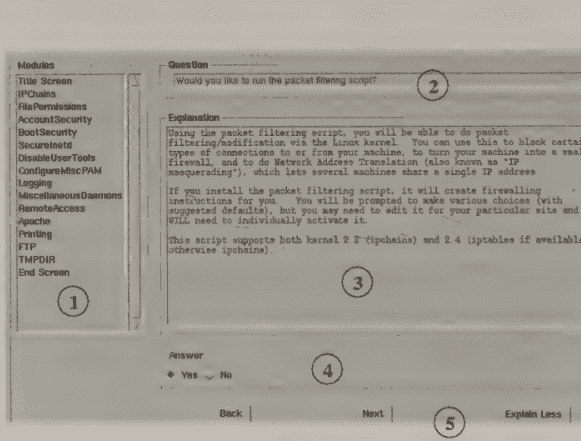 Modules
Title Screen
IPChains
FilePermissions
AccountSecurity
BootSecurity
SecureInetd
DisableUserTools
ConfigureMiscPAM
Logging
MiscellaneousDaemons
RemoteAccess
Apache
Printing
FTP
TMPDIR
End Screen
1
Question
Would you like to run the packet filtering script?
2
Explanation
Using the packet filtering script, you will be able to do packet
filtering/modification via the Linux kernel. You can use this to block certai
types of connections to or from your machine, to turn your machine into a smal
firewall, and to do Network Address Translation (also known as "IP
masquerading"), which lets several machines share a single IP address
If you install the packet filtering script, it will create firewalling
instructions for you. You will be prompted to make various choices (with
suggested defaults), but you may need to edit it for your particular site and
WILL need to individually activate it.
This script supports both kernel 2 2 (ipchains) and 2.4 (iptables if availabl
otherwise ipchains).
3
Answer
Yes No
4
Back Next Explain Less
5